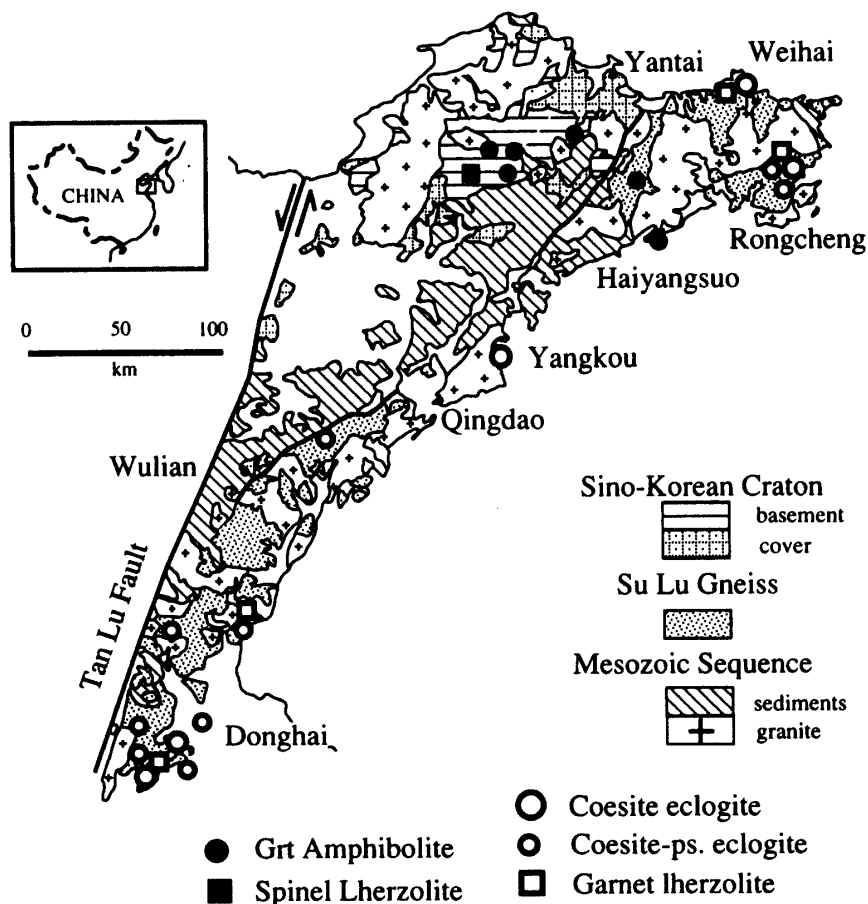 Weihai
Yantai
CHINA
Rongcheng
Haiyangsuo
0 50 100
km
Yangkou
Qingdao
Wulian
Tan Lu Fault
Donghai
Sino-Korean Craton
basement
cover
Su Lu Gneiss
Mesozoic Sequence
sediments
granite
Coesite eclogite
Coesite-ps. eclogite
Garnet lherzolite
Grt Amphibolite
Spinel Lherzolite